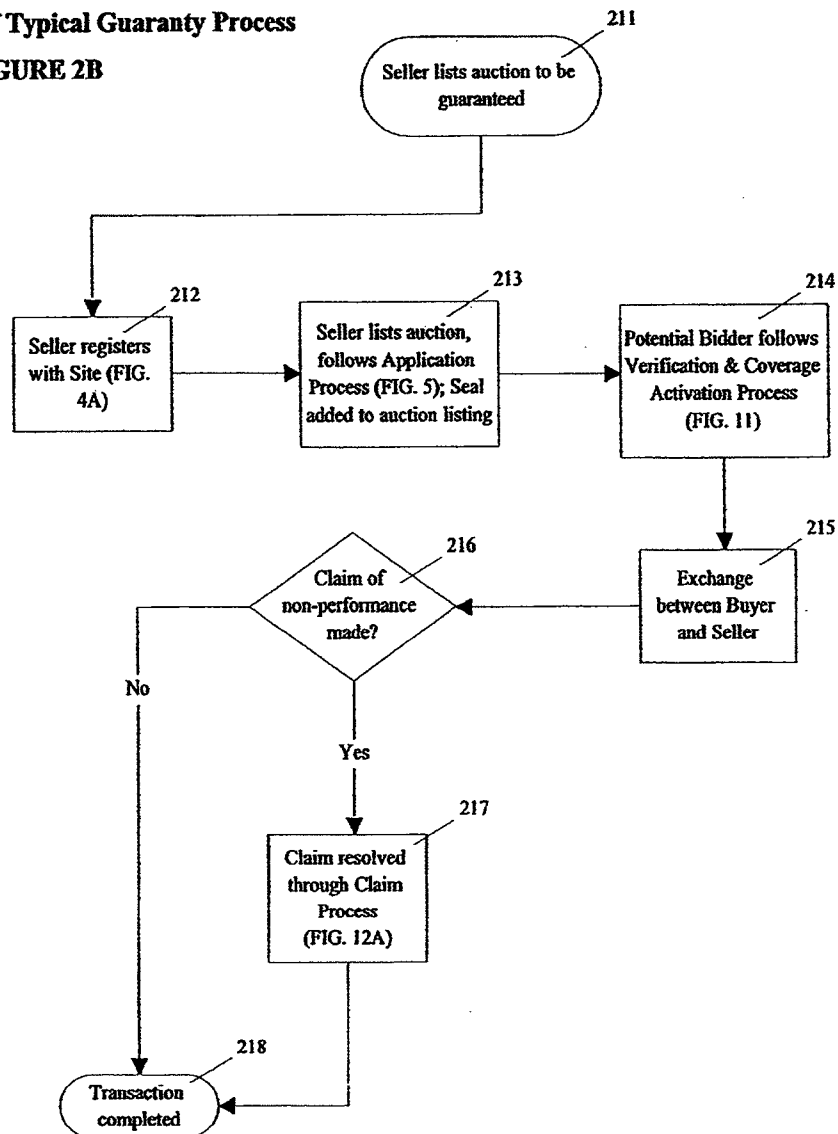 Typical Guaranty Process
GURE 2B
211
Seller lists auction to be
guaranteed
212
Seller registers
with Site (FIG.
4A)
213
Seller lists auction,
follows Application
Process (FIG. 5); Seal
added to auction listing
214
Potential Bidder follows
Verification & Coverage
Activation Process
(FIG. 11)
215
Exchange
between Buyer
and Seller
216
Claim of
non-performance
made?
No
Yes
217
Claim resolved
through Claim
Process
(FIG. 12A)
218
Transaction
completed